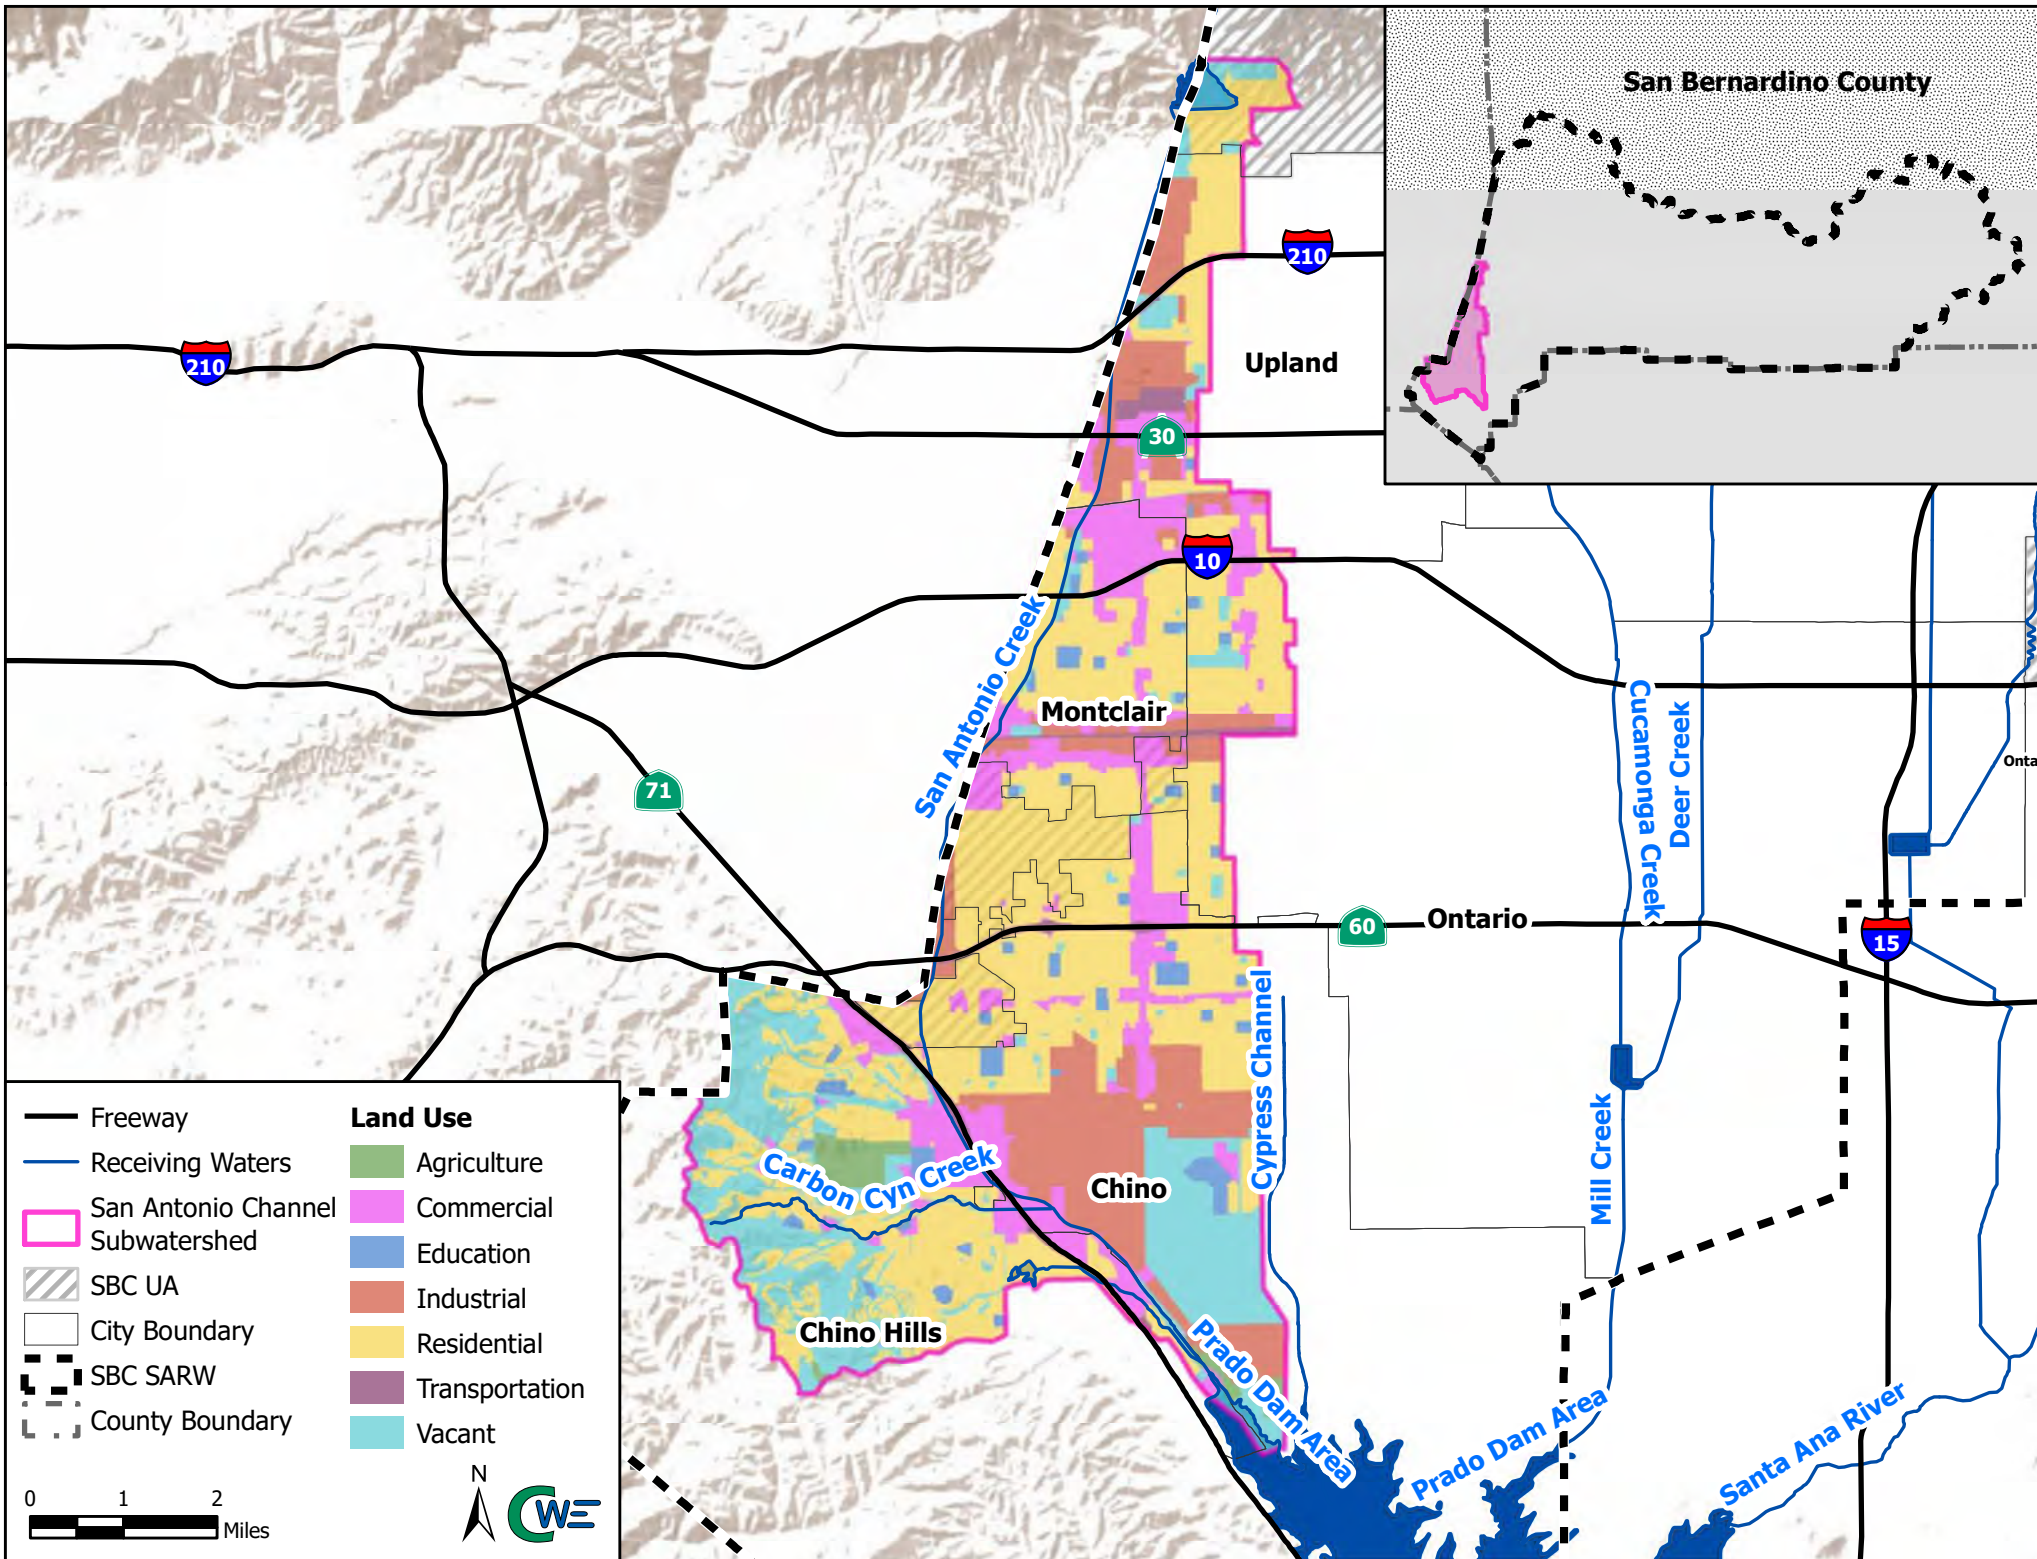 San Bernardino County
210
210
Upland
30
10
San Antonio Creek
Montclair
Cucamonga Creek
Deer Creek
Onta
71
60
Ontario
15
Cypress Channel
Carbon Cyn Creek
Chino
Mill Creek
Chino Hills
Prado Dam Area
Prado Dam Area
Santa Ana River
Freeway
Receiving Waters
San Antonio Channel
Subwatershed
SBC UA
City Boundary
SBC SARW
County Boundary
Land Use
Agriculture
Commercial
Education
Industrial
Residential
Transportation
Vacant
0 1 2
Miles
N
CWE